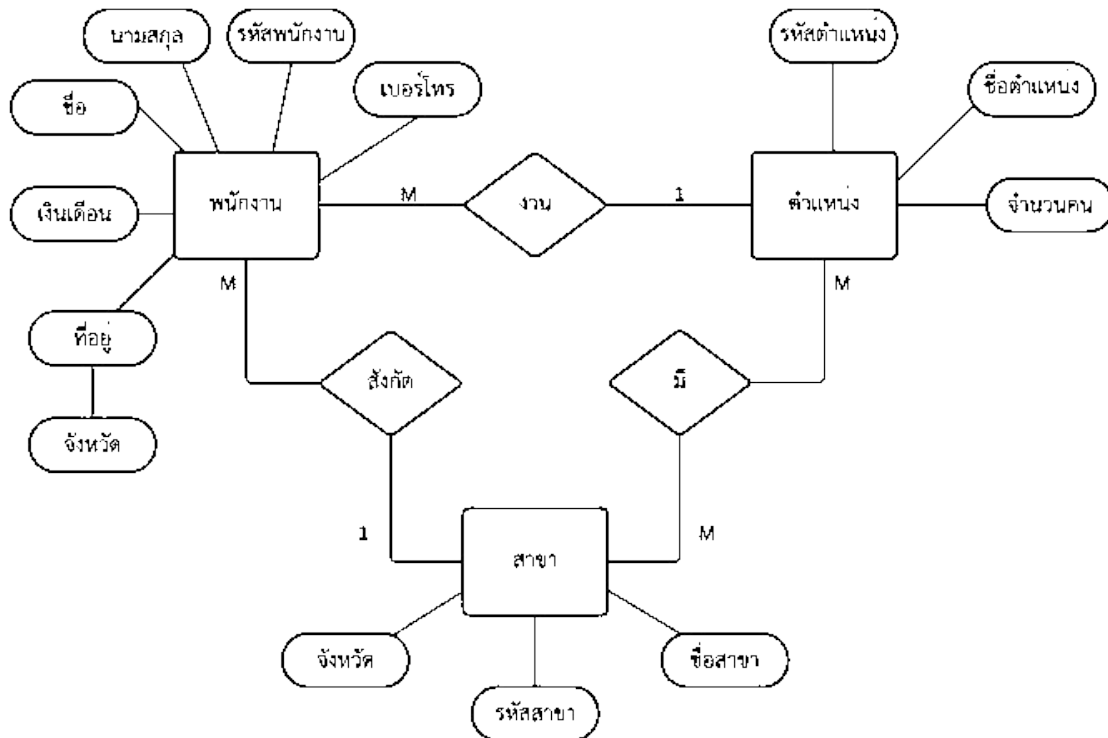 นามสกุล
รหัสพนักงาน
รหัสตำแหน่ง
ชื่อ
เบอร์โทร
ชื่อตำแหน่ง
พนักงาน
M
งวน
1
ตำแหน่ง
เงินเดือน
จำนวนคน
M
M
ที่อยู่
สังกัด
มี
จังหวัด
1
สาขา
M
จังหวัด
ชื่อสาขา
รหัสสาขา